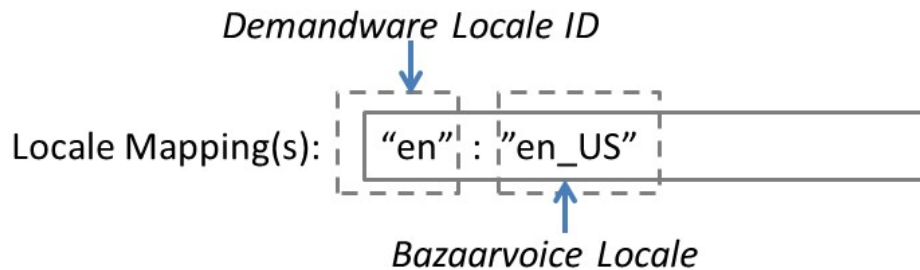 Demandware Locale ID
Locale Mapping(s): “en” : ”en_US”
Bazaarvoice Locale